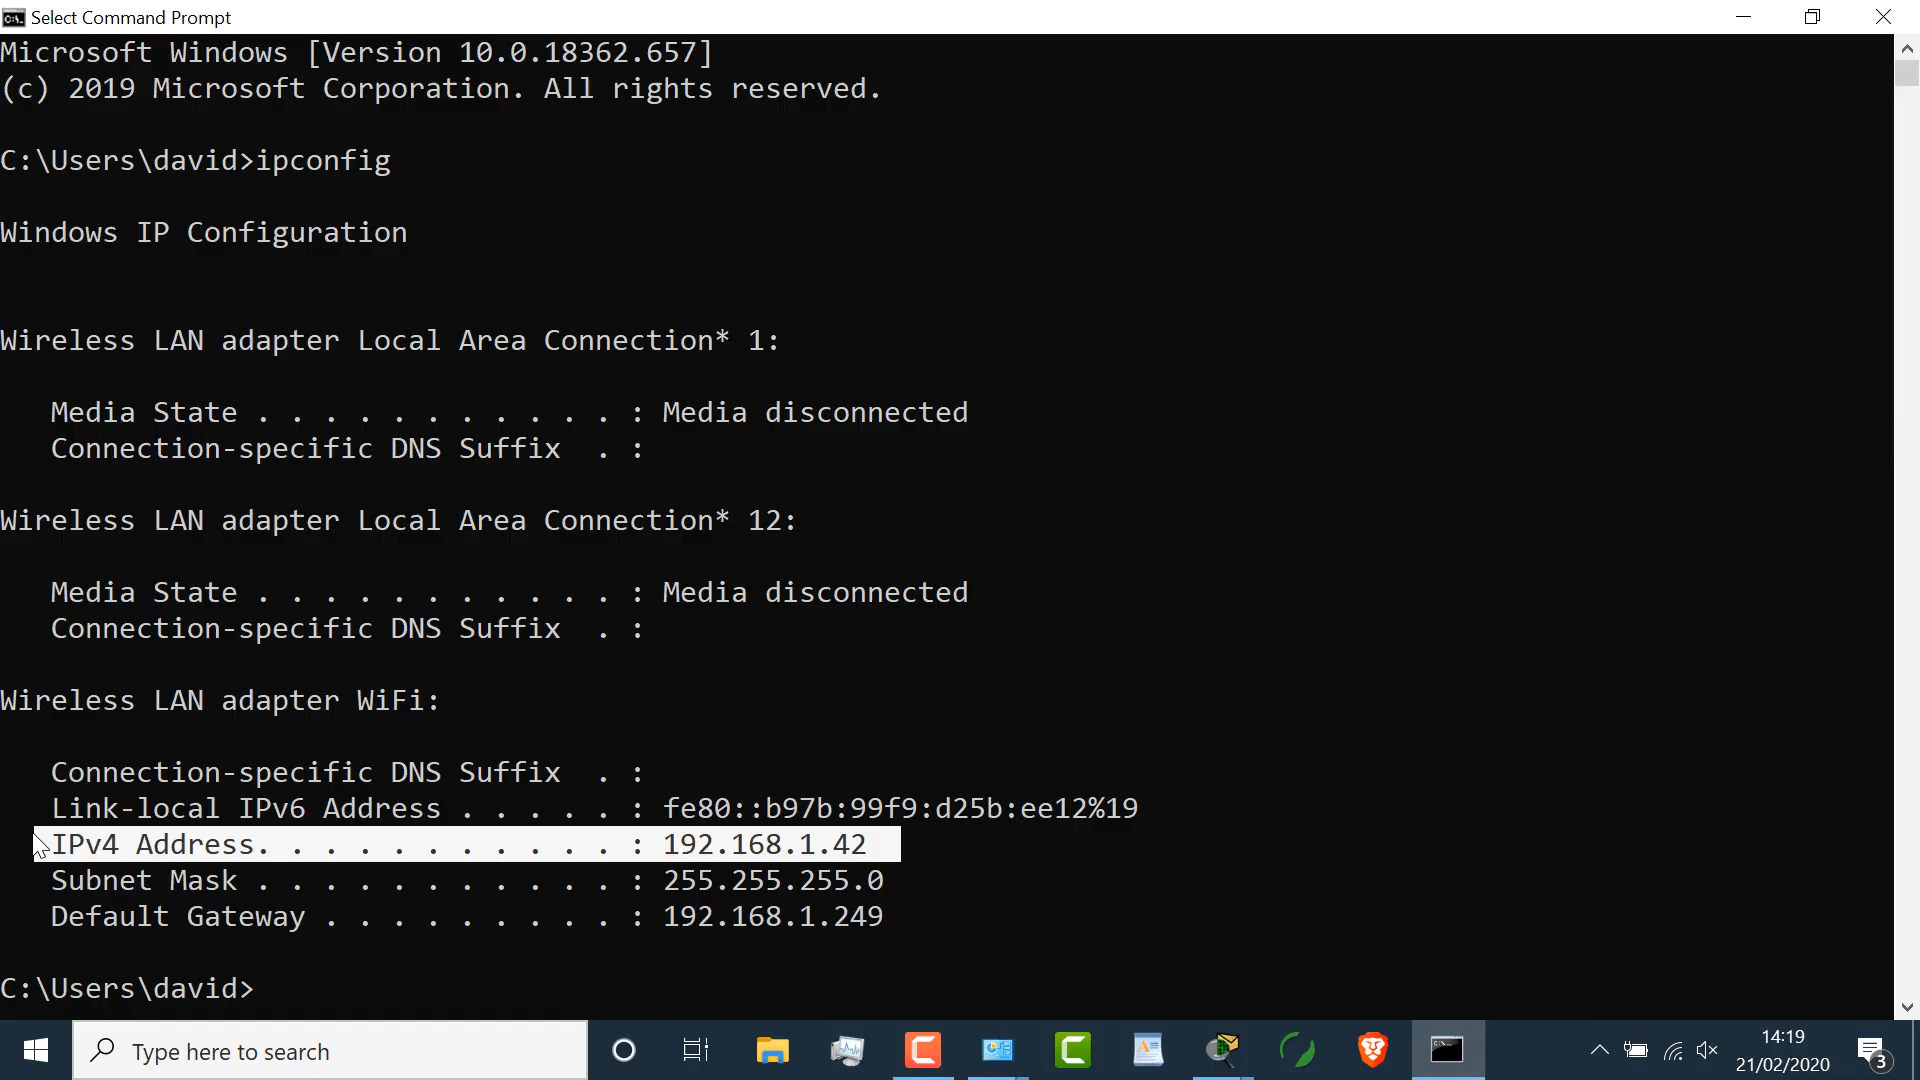 Select Command Prompt
Microsoft Windows [Version 10.0.18362.657]
(c) 2019 Microsoft Corporation. All rights reserved.
C:\Users\david>ipconfig
Windows IP Configuration
Wireless LAN adapter Local Area Connection* 1:
Media State . . . . . . . . . . . : Media disconnected
Connection-specific DNS Suffix  . :
Wireless LAN adapter Local Area Connection* 12:
Media State . . . . . . . . . . . : Media disconnected
Connection-specific DNS Suffix  . :
Wireless LAN adapter WiFi:
Connection-specific DNS Suffix  . :
Link-local IPv6 Address . . . . . : fe80::b97b:99f9:d25b:ee12%19
IPv4 Address. . . . . . . . . . . : 192.168.1.42
Subnet Mask . . . . . . . . . . . : 255.255.255.0
Default Gateway . . . . . . . . . : 192.168.1.249
C:\Users\david>
Type here to search
14:19
21/02/2020
3